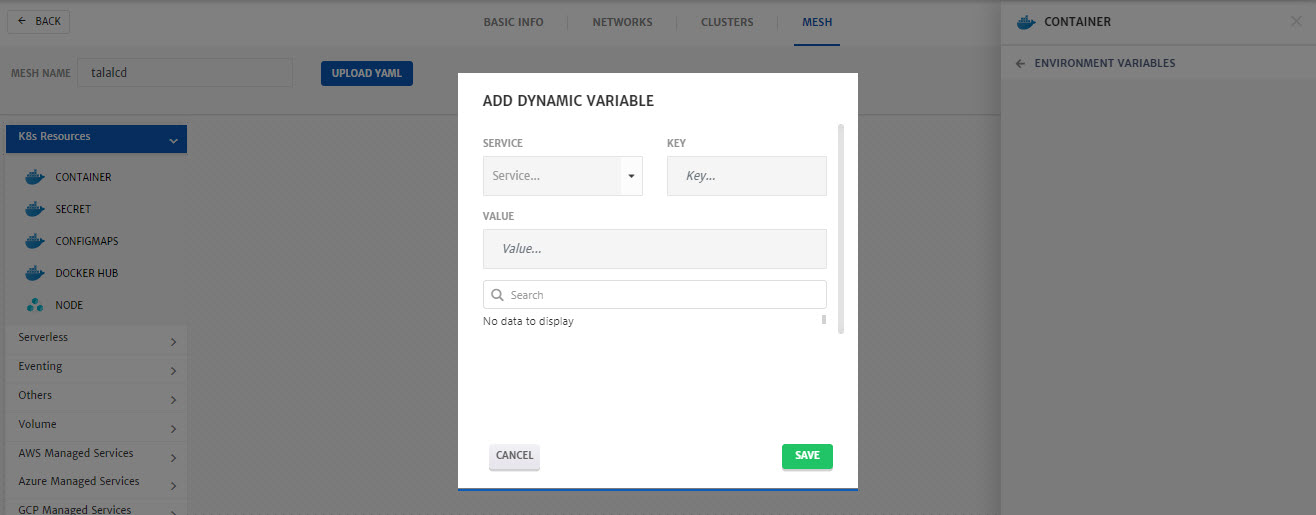 BACK
BASIC INFO
NETWORKS
CLUSTERS
MESH
CONTAINER
MESH NAME
talalcd
UPLOAD YAML
ENVIRONMENT VARIABLES
K8s Resources
CONTAINER
SECRET
CONFIGMAPS
DOCKER HUB
NODE
Serverless
Eventing
Others
Volume
AWS Managed Services
Azure Managed Services
GCP Managed Services
ADD DYNAMIC VARIABLE
SERVICE
KEY
Service...
Key...
VALUE
Value...
Search
No data to display
CANCEL
SAVE